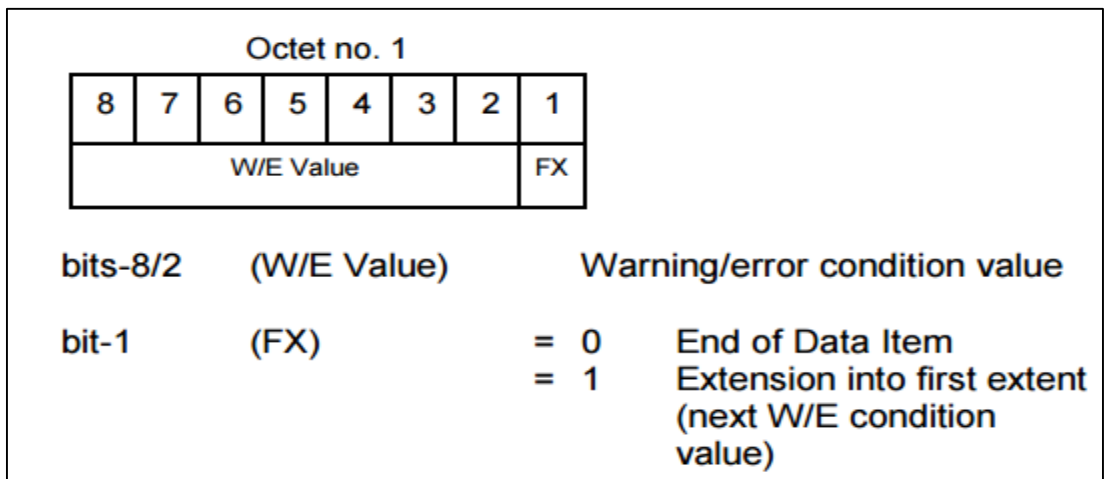 Octet no. 1
8 7 6 5 4 3 2 1
W/E Value FX
bits-8/2 (W/E Value) Warning/error condition value
bit-1 (FX) = 0 End of Data Item
= 1 Extension into first extent
(next W/E condition
value)